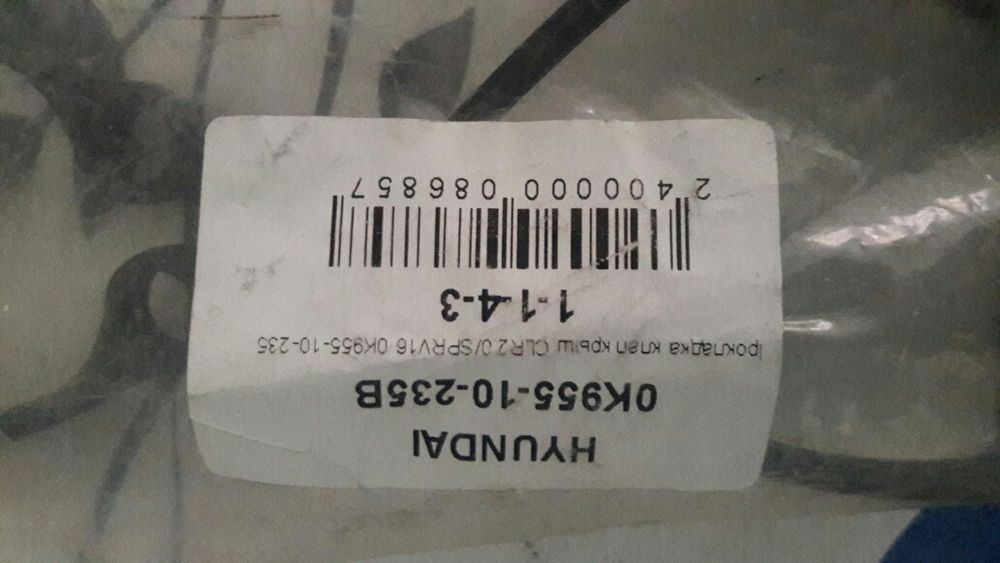 HYUNDAI
0K955-10-235B
рокладка клап крыш CLR2.0/SPRV16 0K955-10-235
1-1-4-3
2 400000 086857